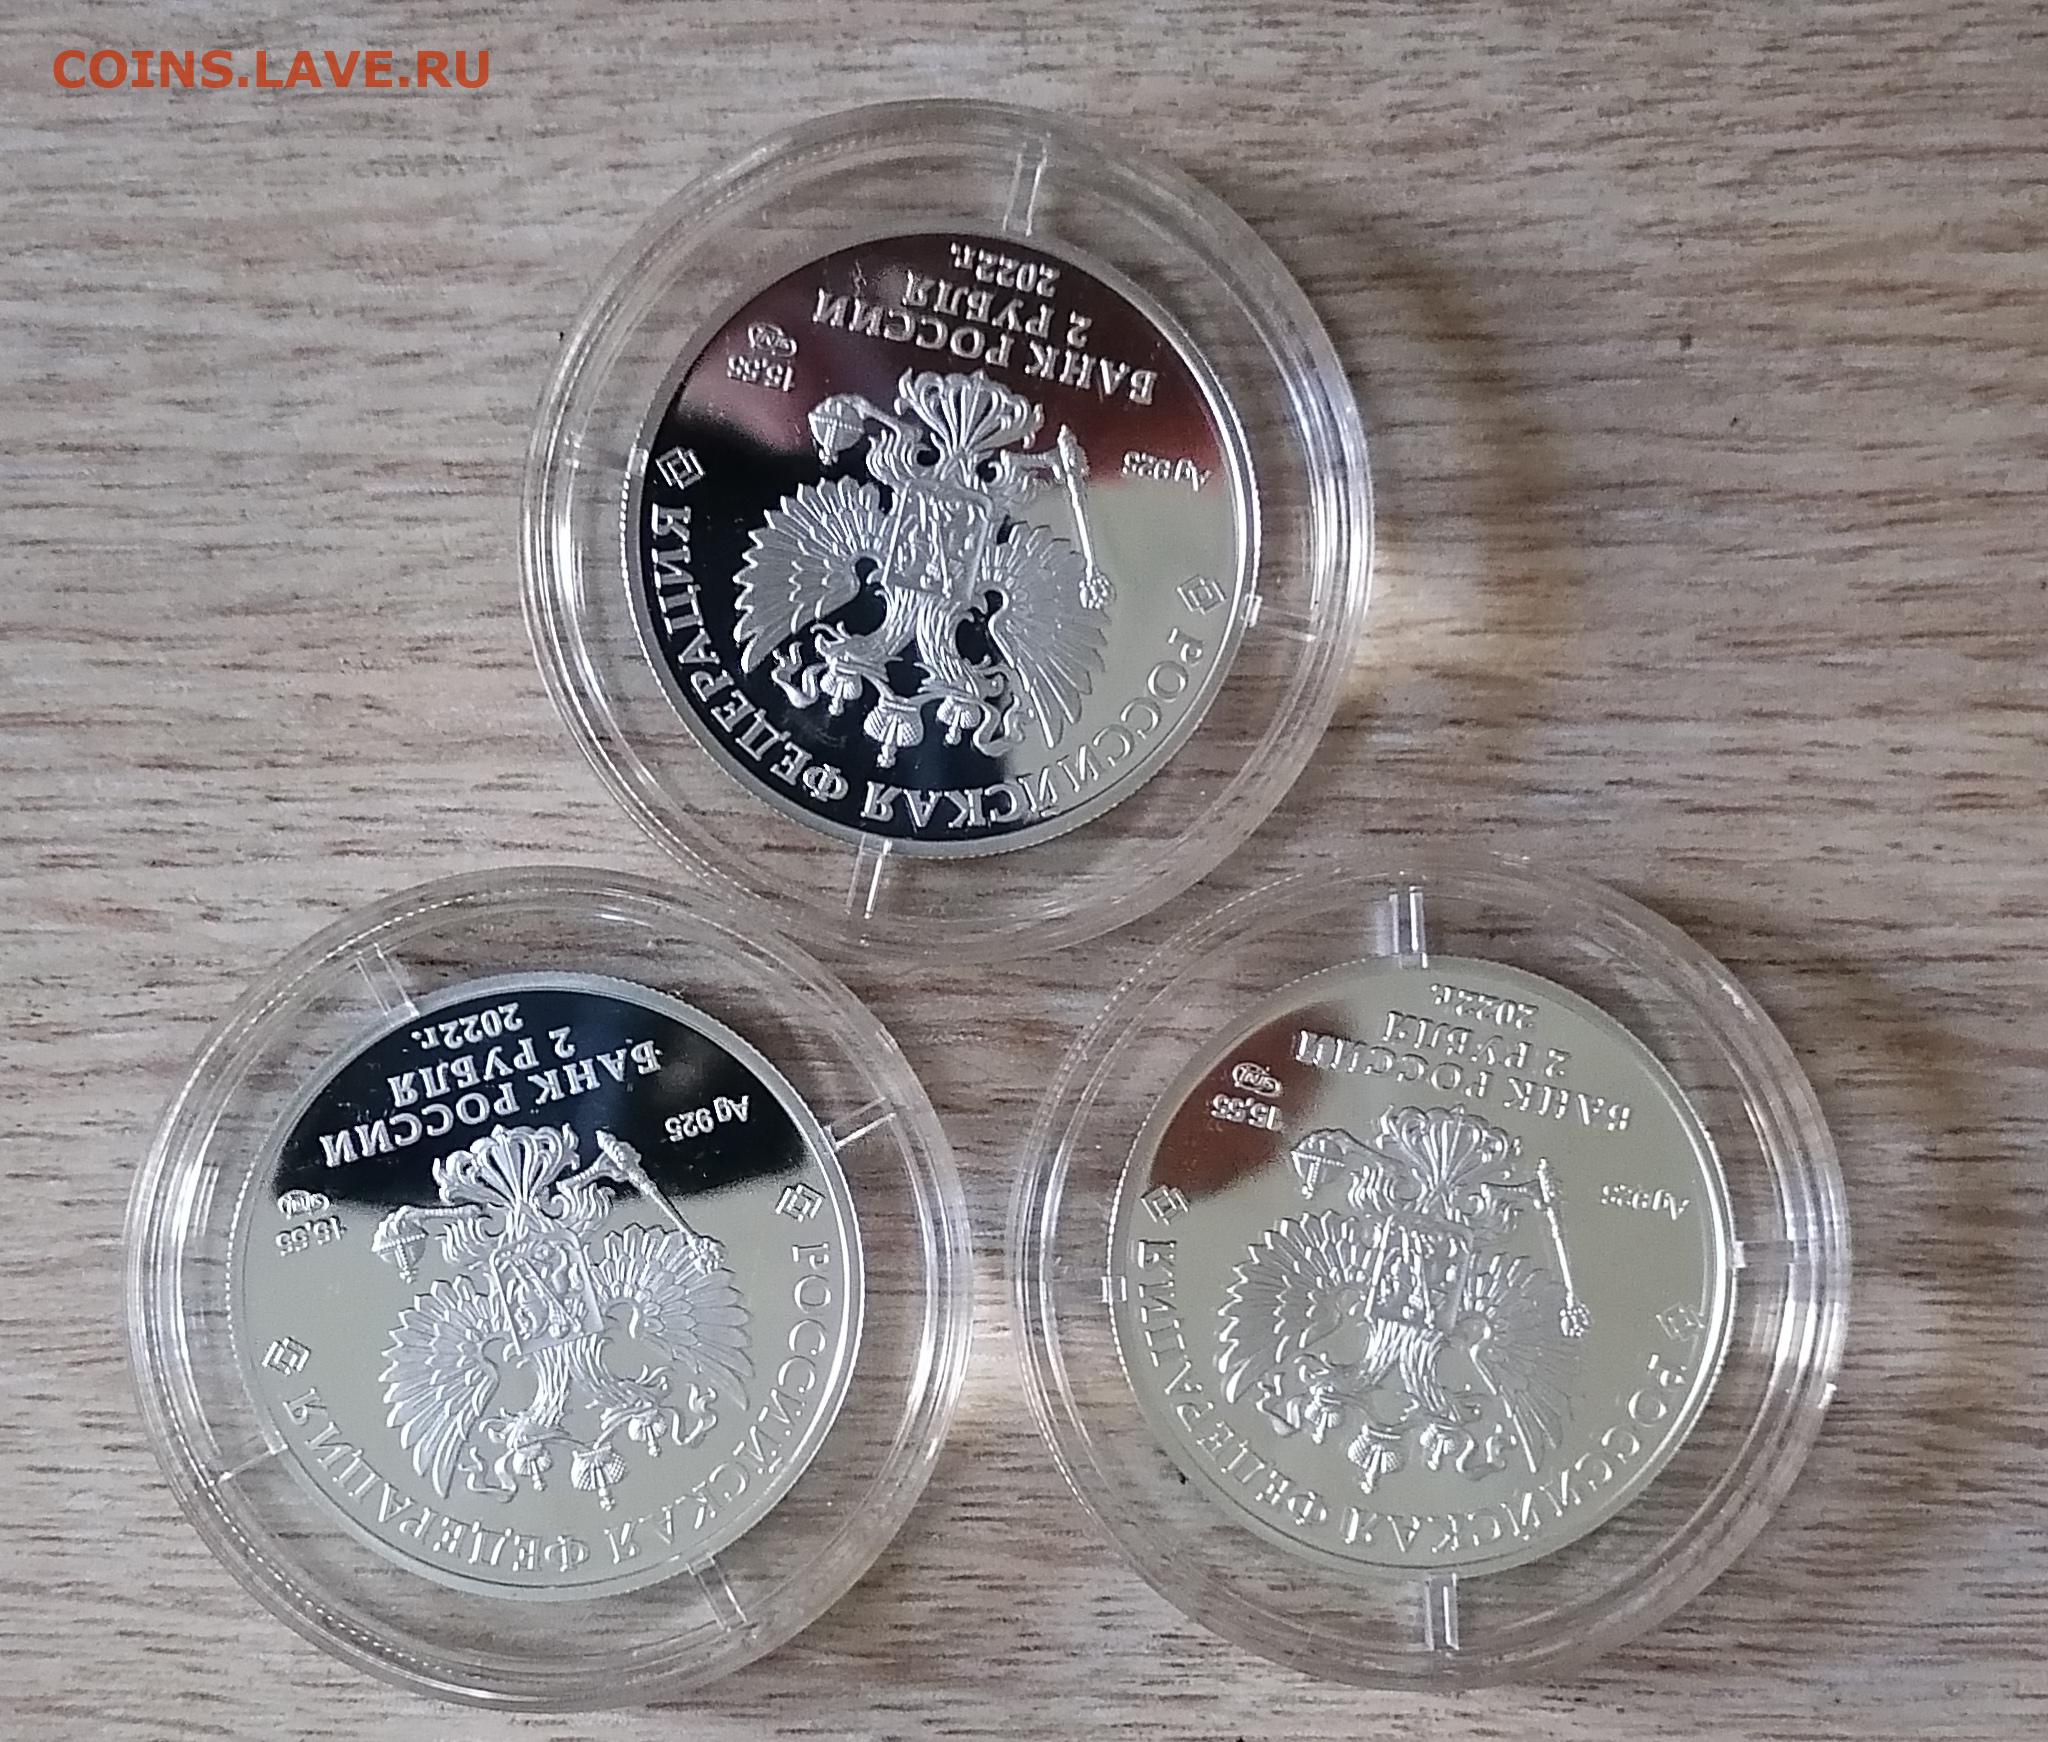 COINS.LAVE.RU
РОССИЙСКАЯ ФЕДЕРАЦИЯ
Ag 925
15,55
БАНК РОССИИ
2 РУБЛЯ
2022г.
РОССИЙСКАЯ ФЕДЕРАЦИЯ
Ag 925
15,55
БАНК РОССИИ
2 РУБЛЯ
2022г.
РОССИЙСКАЯ ФЕДЕРАЦИЯ
Ag 925
15,55
БАНК РОССИИ
2 РУБЛЯ
2022г.